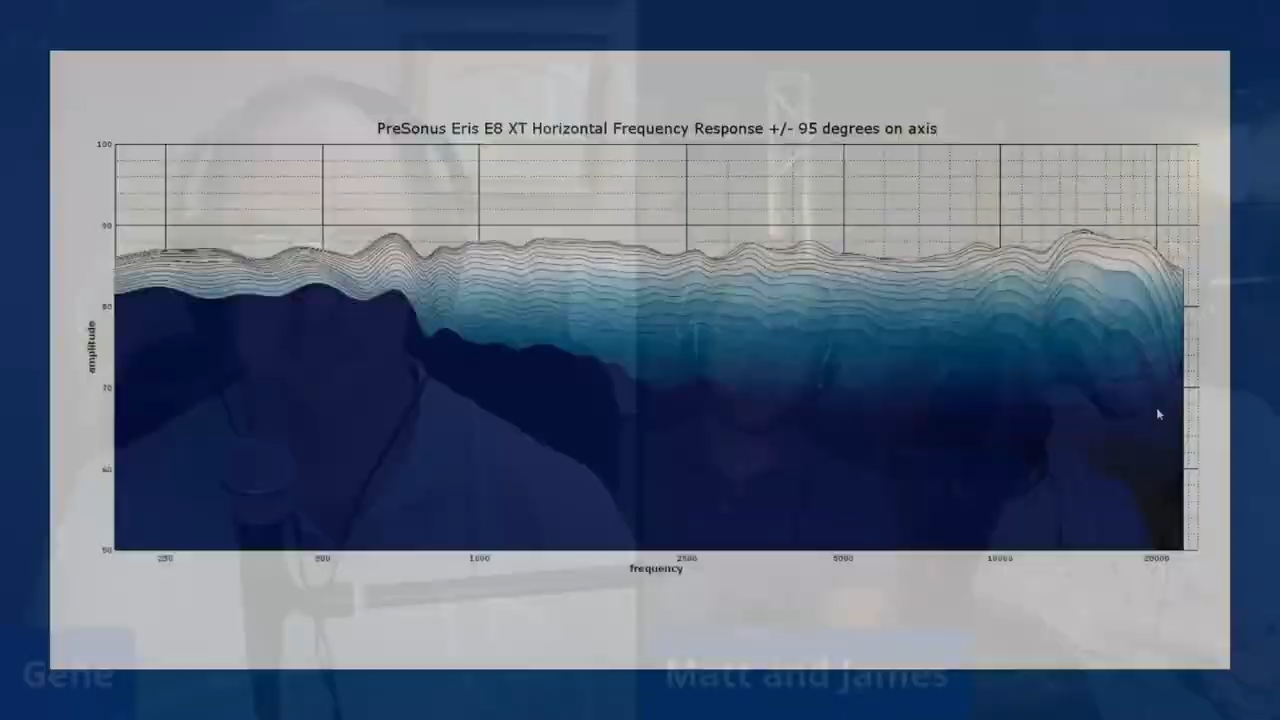 PreSonus Eris E8 XT Horizontal Frequency Response +/- 95 degrees on axis
100
90
80
70
60
50
amplitude
250 500 1000 2500 5000 10000 20000
frequency
Gene
Matt and James